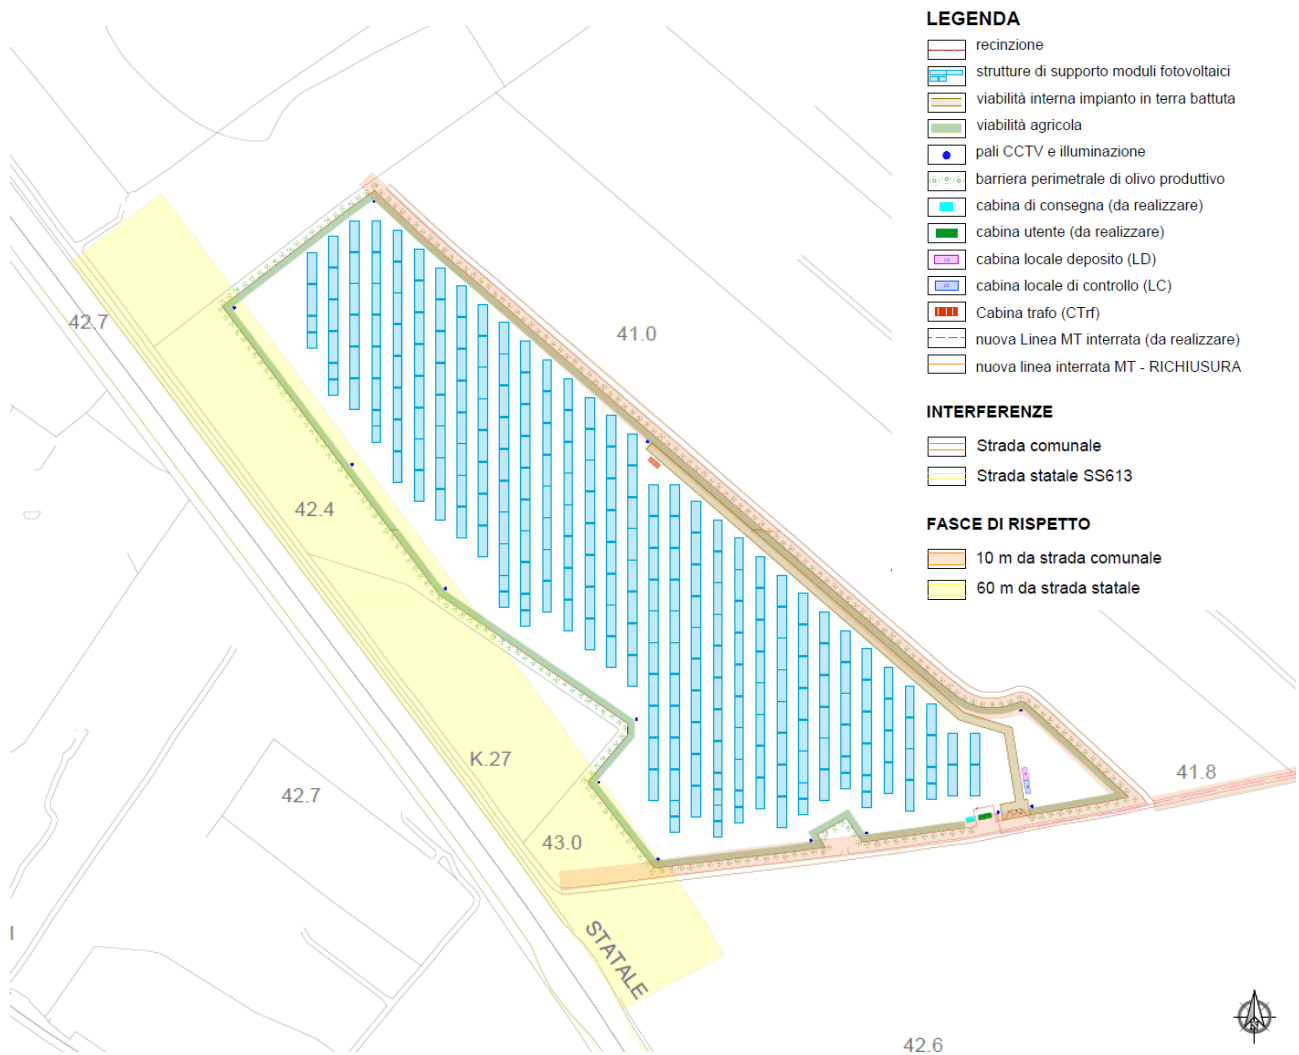 LEGENDA
recinzione
strutture di supporto moduli fotovoltaici
viabilità interna impianto in terra battuta
viabilità agricola
pali CCTV e illuminazione
barriera perimetrale di olivo produttivo
cabina di consegna (da realizzare)
cabina utente (da realizzare)
cabina locale deposito (LD)
cabina locale di controllo (LC)
Cabina trafo (CTrf)
nuova Linea MT interrata (da realizzare)
nuova linea interrata MT - RICHIUSURA
INTERFERENZE
Strada comunale
Strada statale SS613
FASCE DI RISPETTO
10 m da strada comunale
60 m da strada statale
42.7
41.0
42.4
K.27
42.7
41.8
43.0
STATALE
42.6